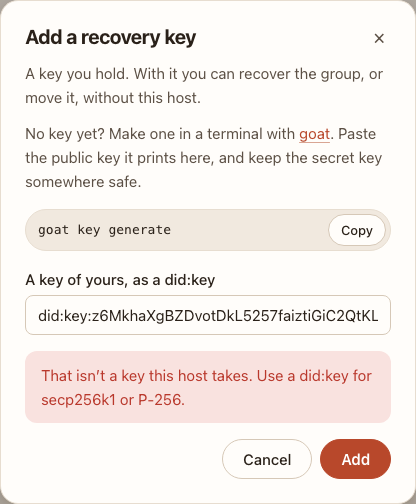 Add a recovery key
×
A key you hold. With it you can recover the group, or
move it, without this host.
No key yet? Make one in a terminal with goat. Paste
the public key it prints here, and keep the secret key
somewhere safe.
goat key generate
Copy
A key of yours, as a did:key
did:key:z6MkhaXgBZDvotDkL5257faiztiGiC2QtKL
That isn’t a key this host takes. Use a did:key for
secp256k1 or P-256.
Cancel
Add